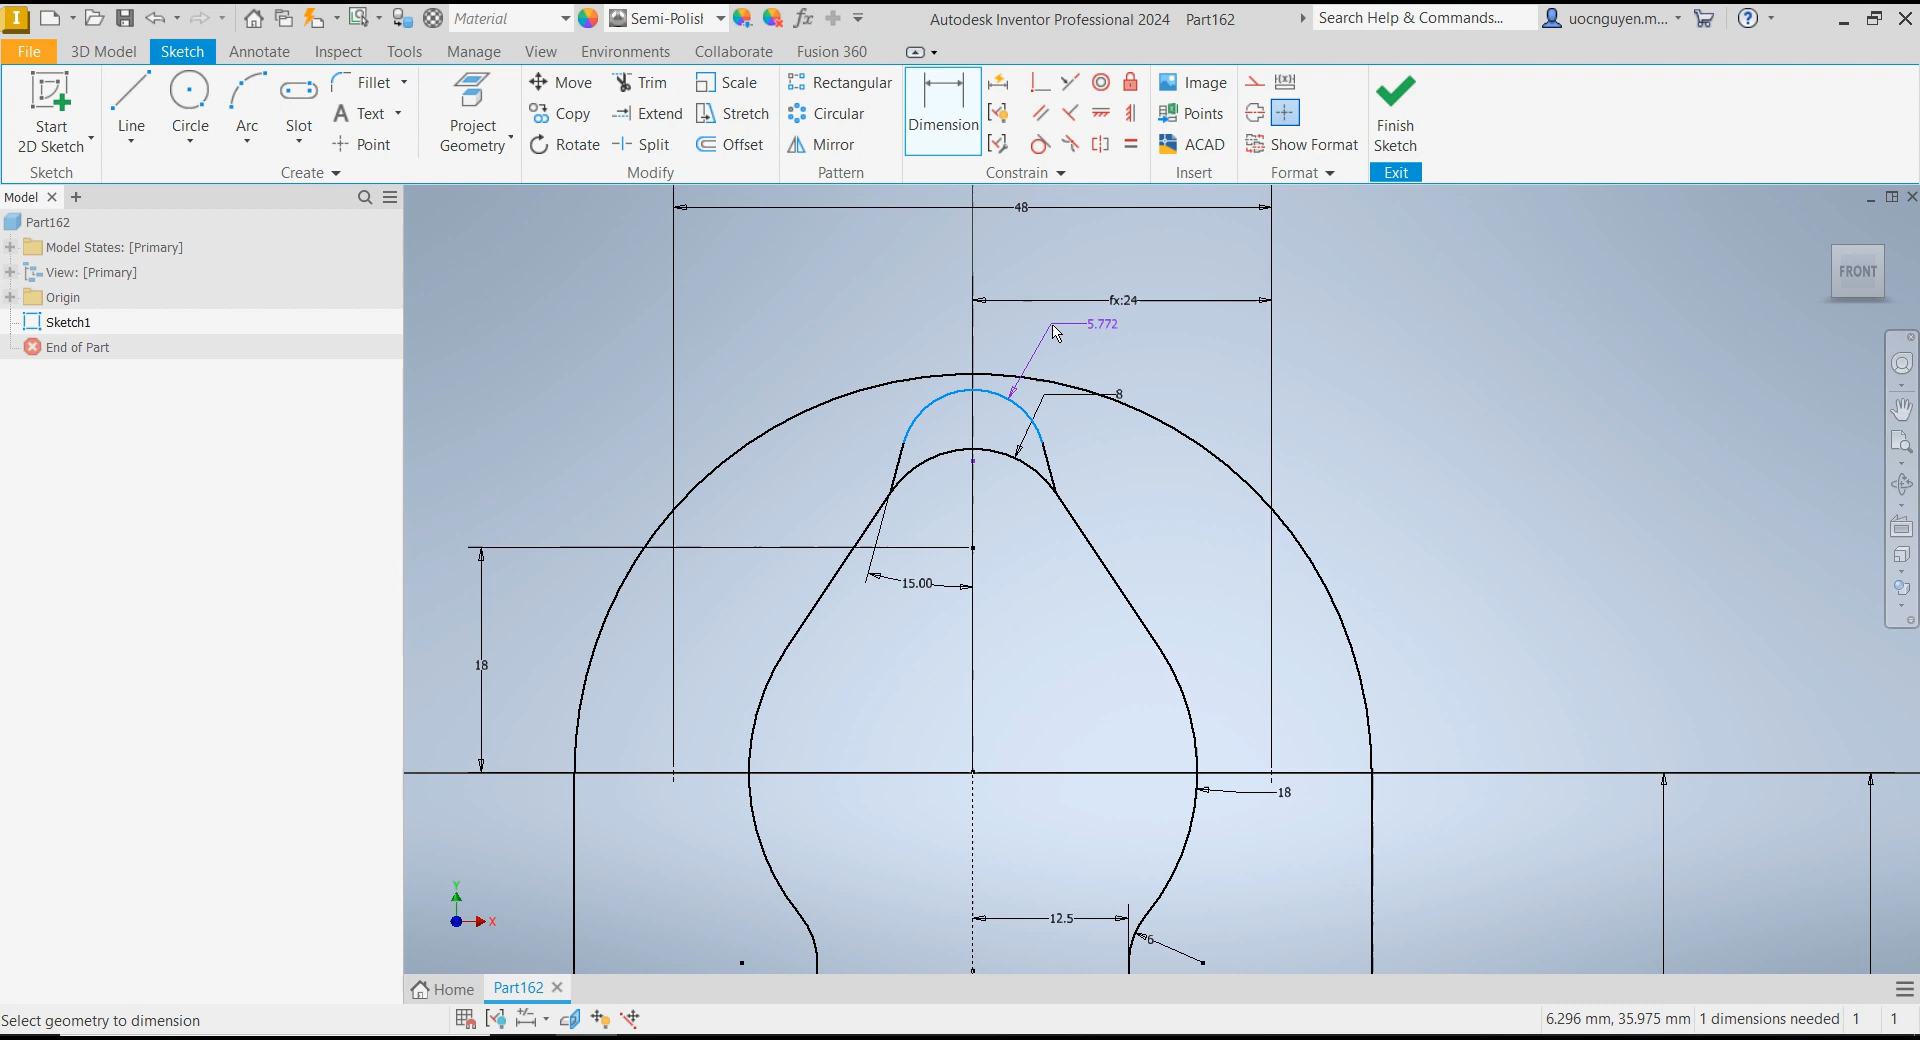 Material Semi-Polisl fx Autodesk Inventor Professional 2024 Part162 Search Help & Commands... uocnguyen.m...
File 3D Model Sketch Annotate Inspect Tools Manage View Environments Collaborate Fusion 360
Start 2D Sketch Line Circle Arc Slot Fillet Text Point Project Geometry
Move Trim Scale Rectangular
Copy Extend Stretch Circular
Rotate Split Offset Mirror
Dimension
Image
Points
ACAD
Show Format
Finish Sketch
Sketch Create Modify Pattern Constrain Insert Format Exit
Model
Part162
Model States: [Primary]
View: [Primary]
Origin
Sketch1
End of Part
48
FRONT
fx:24
5.772
8
15.00
18
18
12.5
6
Y
X
Home Part162
Select geometry to dimension
6.296 mm, 35.975 mm 1 dimensions needed 1 1